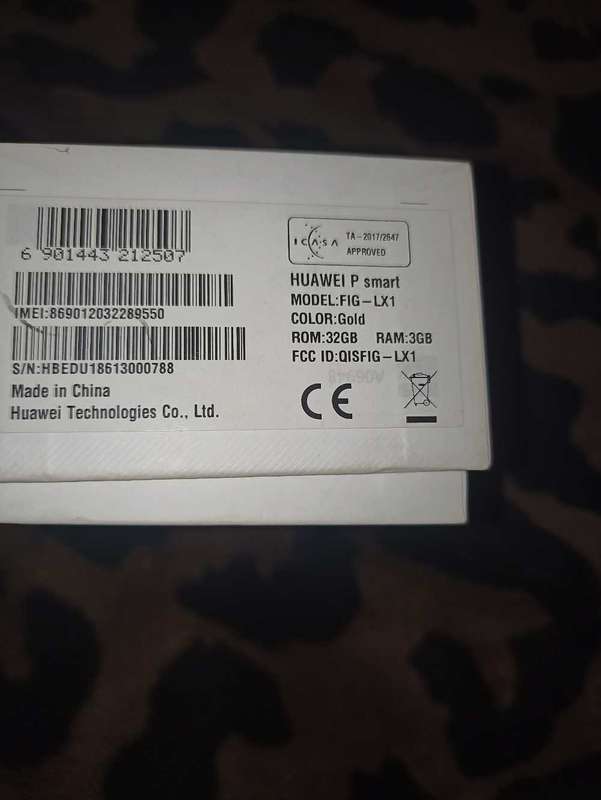 6 901443 212507
IMEI:869012032289550
S/N:HBEDU18613000788
Made in China
Huawei Technologies Co., Ltd.
ICASA
TA-2017/2647
APPROVED
HUAWEI P smart
MODEL:FIG-LX1
COLOR:Gold
ROM:32GB RAM:3GB
FCC ID:QISFIG-LX1
CE